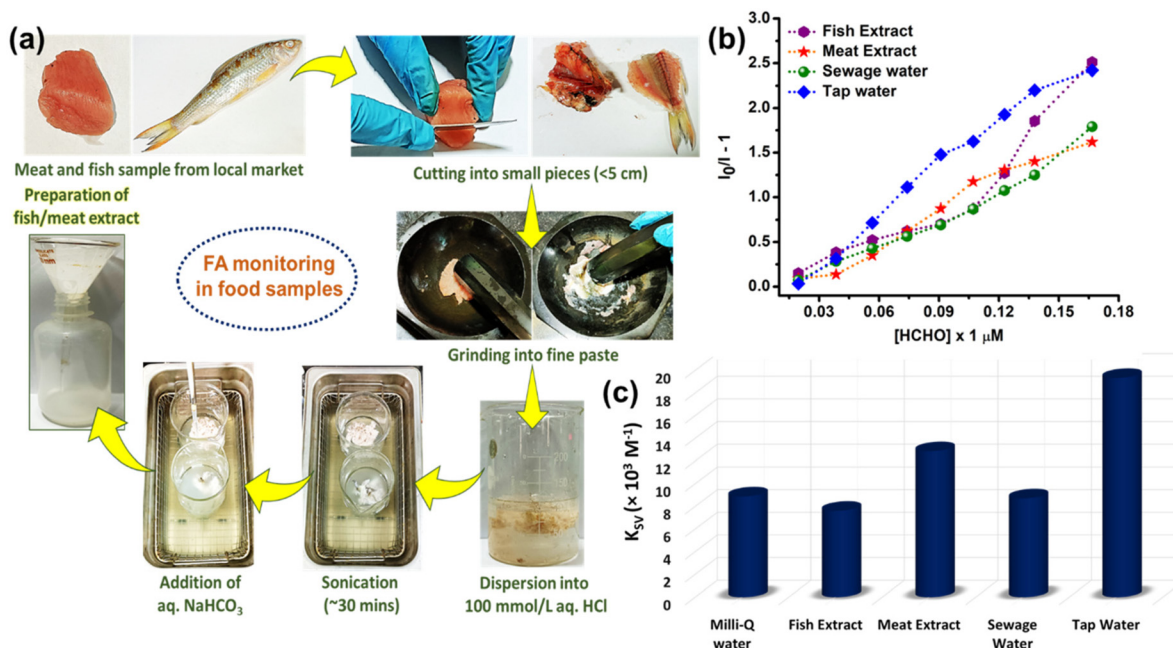 (a)
Meat and fish sample from local market
Cutting into small pieces (<5 cm)
Preparation of
fish/meat extract
FA monitoring
in food samples
Grinding into fine paste
Addition of
aq. NaHCO₃
Sonication
(~30 mins)
Dispersion into
100 mmol/L aq. HCl
200
150
(b)
Fish Extract
Meat Extract
Sewage water
Tap water
I₀/I - 1
3.0
2.5
2.0
1.5
1.0
0.5
0.0
0.03
0.06
0.09
0.12
0.15
0.18
[HCHO] x 1 μM
(c)
K_SV (× 10³ M⁻¹)
20
18
16
14
12
10
8
6
4
2
0
Milli-Q
water
Fish Extract
Meat Extract
Sewage
Water
Tap Water